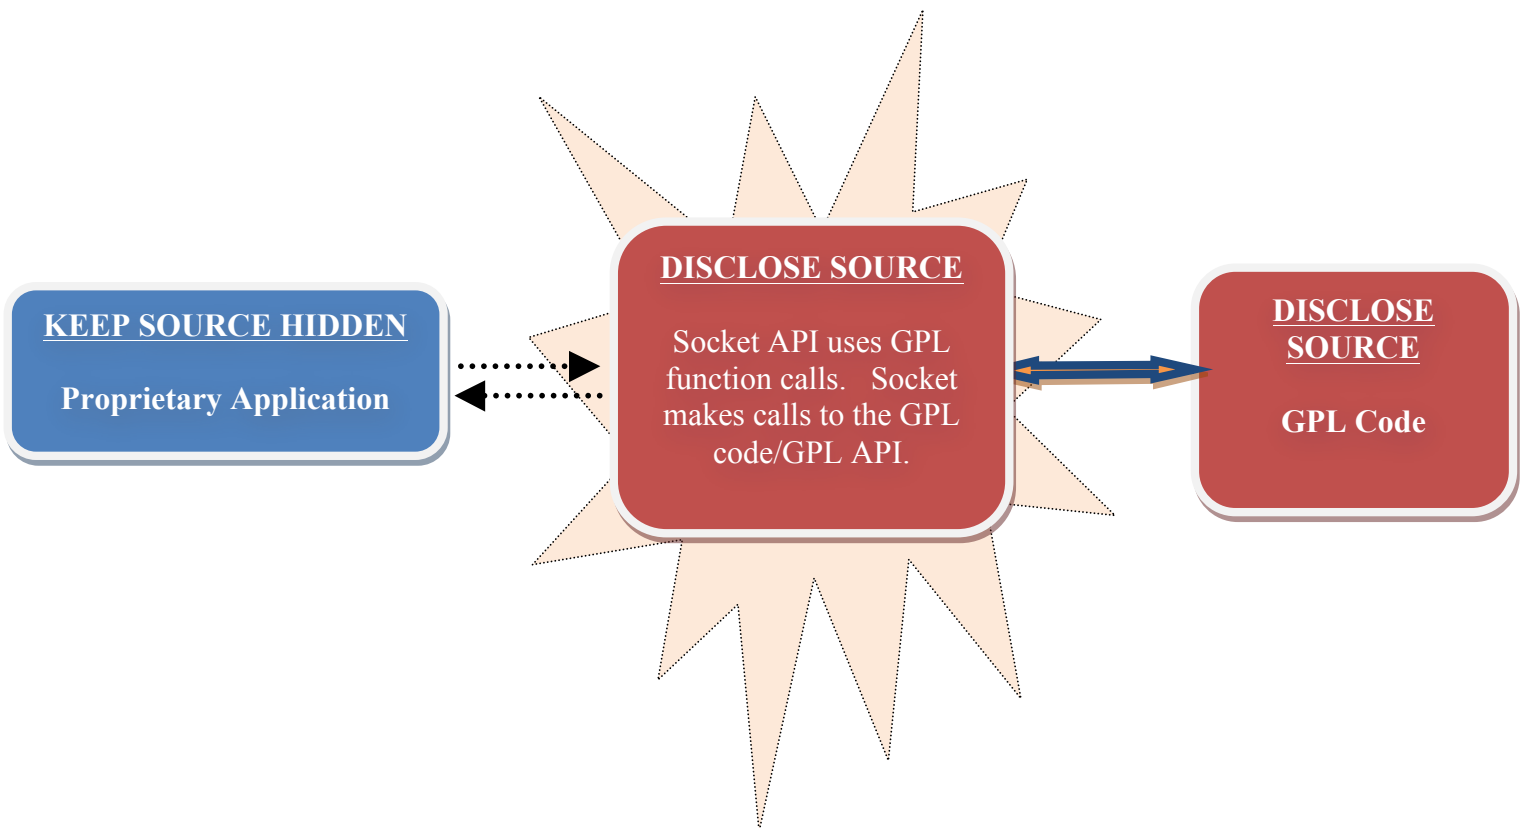 KEEP SOURCE HIDDEN
Proprietary Application
DISCLOSE SOURCE
Socket API uses GPL
function calls.   Socket
makes calls to the GPL
code/GPL API.
DISCLOSE
SOURCE
GPL Code